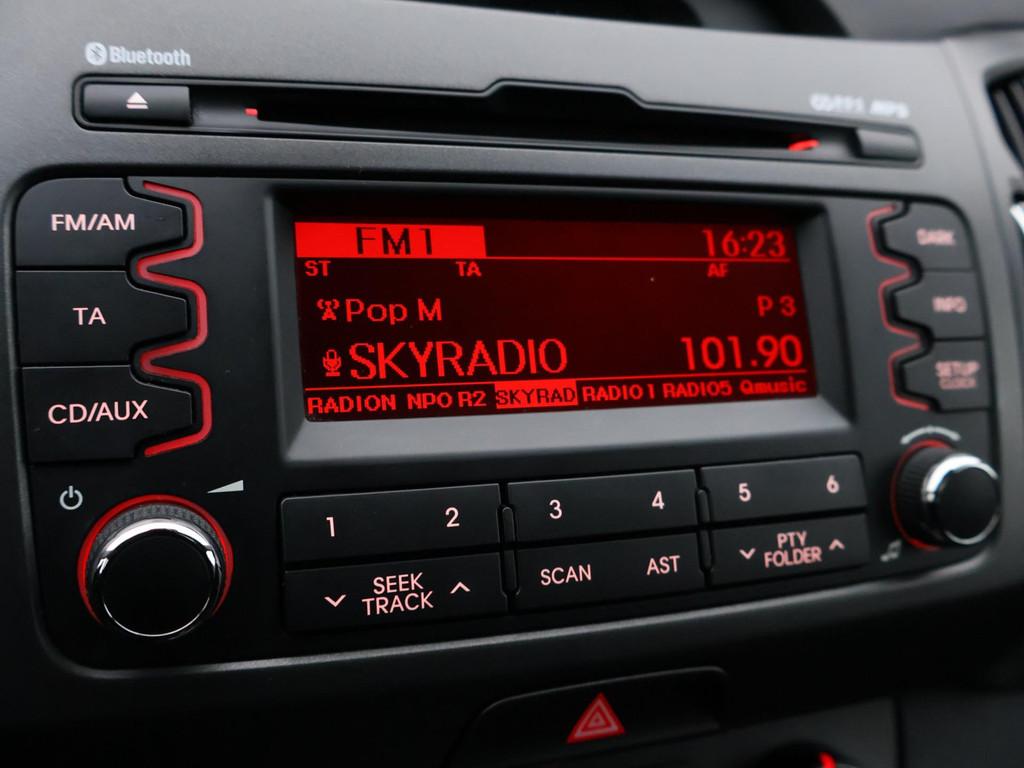 Bluetooth
FM/AM
TA
CD/AUX
FM1 16:23
ST TA AF
Pop M P 3
SKYRADIO 101.90
RADION NPO R2 SKYRAD RADIO1 RADIO5 Qmusic
DARK
INFO
SETUP
CLOCK
1 2 3 4 5 6
SEEK
TRACK
SCAN
AST
PTY
FOLDER